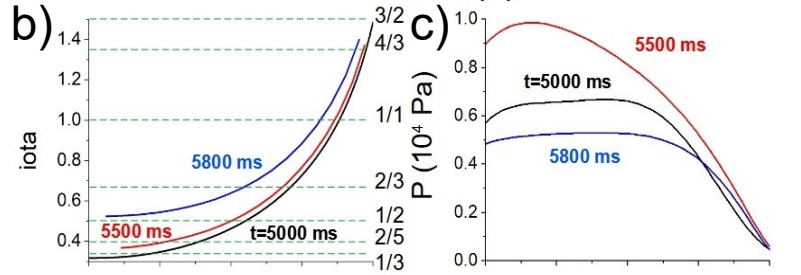 b)
1.4
1.2
1.0
0.8
0.6
0.4
iota
5800 ms
5500 ms
t=5000 ms
3/2
4/3
1/1
2/3
1/2
2/5
1/3
c)
1.0
0.8
0.6
0.4
0.2
0.0
P (10⁴ Pa)
5500 ms
t=5000 ms
5800 ms